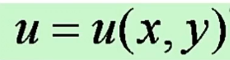 u = u(x, y)